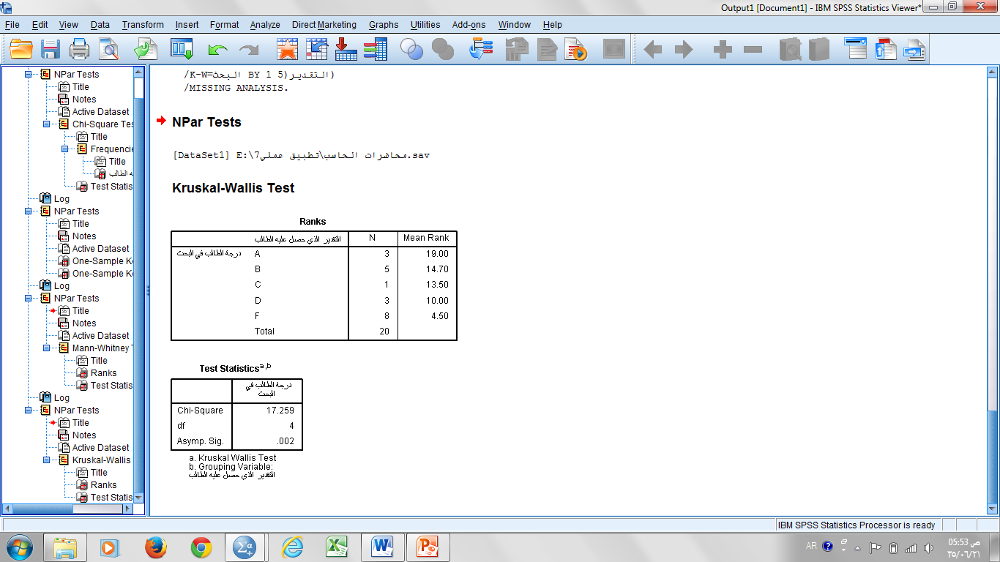 Output1 [Document1] - IBM SPSS Statistics Viewer*
File Edit View Data Transform Insert Format Analyze Direct Marketing Graphs Utilities Add-ons Window Help
NPar Tests
Title
Notes
Active Dataset
Chi-Square Tes
Title
Frequencie
Title
ه الطالب
Test Statis
Log
NPar Tests
Title
Notes
Active Dataset
One-Sample Ko
One-Sample Ko
Log
NPar Tests
Title
Notes
Active Dataset
Mann-Whitney T
Title
Ranks
Test Statis
Log
NPar Tests
Title
Notes
Active Dataset
Kruskal-Wallis
Title
Ranks
Test Statis
/K-W=البحث BY التقدير(1 5)
/MISSING ANALYSIS.
NPar Tests
[DataSet1] E:\محاضرات الحاسب\تطبيق عملي7.sav
Kruskal-Wallis Test
Ranks
التقدير الذي حصل عليه الطالب N Mean Rank
درجة الطالب في البحث A 3 19.00
B 5 14.70
C 1 13.50
D 3 10.00
F 8 4.50
Total 20
Test Statistics a,b
درجة الطالب في
البحث
Chi-Square 17.259
df 4
Asymp. Sig. .002
a. Kruskal Wallis Test
b. Grouping Variable:
التقدير الذي حصل عليه الطالب
IBM SPSS Statistics Processor is ready
AR
05:53 ص
٣٥/٠٦/٢١